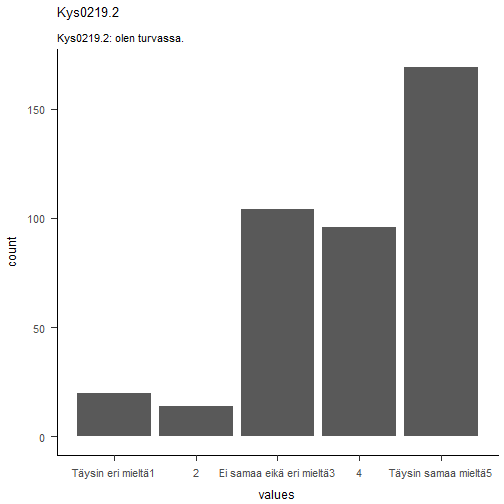 Kys0219.2
Kys0219.2: olen turvassa.
150
100
50
0
count
Täysin eri mieltä1 2 Ei samaa eikä eri mieltä3 4 Täysin samaa mieltä5
values